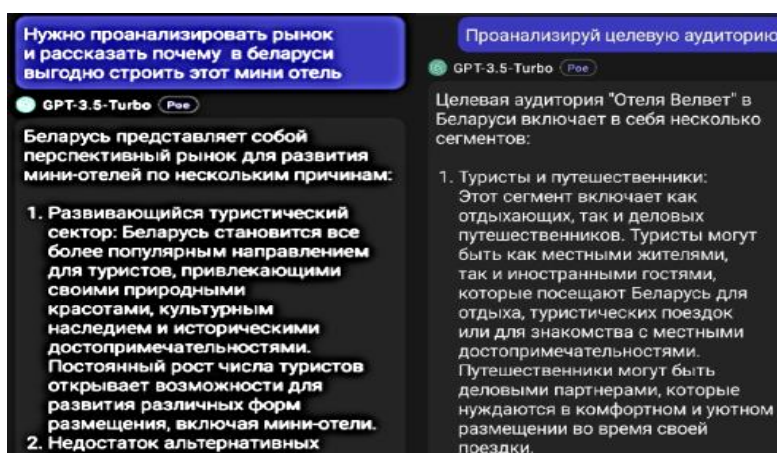 Нужно проанализировать рынок
и рассказать почему в беларуси
выгодно строить этот мини отель
GPT-3.5-Turbo Poe
Беларусь представляет собой
перспективный рынок для развития
мини-отелей по нескольким причинам:
1. Развивающийся туристический
сектор: Беларусь становится все
более популярным направлением
для туристов, привлекающими
своими природными
красотами, культурным
наследием и историческими
достопримечательностями.
Постоянный рост числа туристов
открывает возможности для
развития различных форм
размещения, включая мини-отели.
2. Недостаток альтернативных
Проанализируй целевую аудиторию
GPT-3.5-Turbo Poe
Целевая аудитория "Отеля Велвет" в
Беларуси включает в себя несколько
сегментов:
1. Туристы и путешественники:
Этот сегмент включает как
отдыхающих, так и деловых
путешественников. Туристы могут
быть как местными жителями,
так и иностранными гостями,
которые посещают Беларусь для
отдыха, туристических поездок
или для знакомства с местными
достопримечательностями.
Путешественники могут быть
деловыми партнерами, которые
нуждаются в комфортном и уютном
размещении во время своей
поездки.